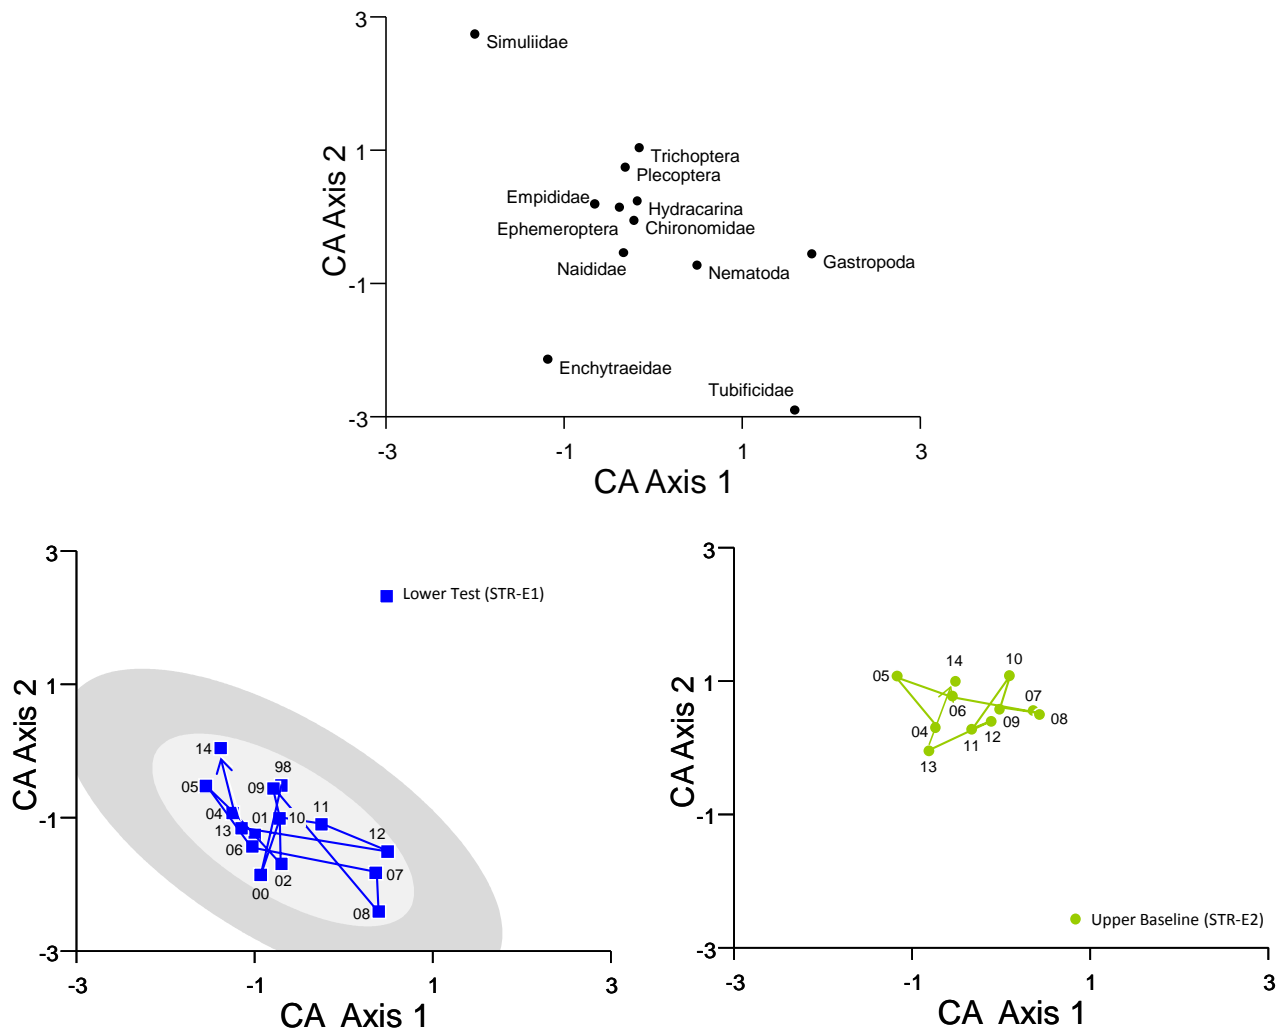 3
Simuliidae
1
Trichoptera
Plecoptera
Empididae
Hydracarina
Ephemeroptera
Chironomidae
Naididae
Nematoda
Gastropoda
-1
Enchytraeidae
Tubificidae
-3
CA Axis 2
-3
-1
1
3
CA Axis 1
3
Lower Test (STR-E1)
1
14
98
05
09
04
01
10
11
13
12
06
02
07
00
08
-1
-3
CA Axis 2
-3
-1
1
3
CA Axis 1
3
10
14
05
1
07
06
09
08
04
11
12
13
-1
Upper Baseline (STR-E2)
-3
CA Axis 2
-3
-1
1
3
CA Axis 1